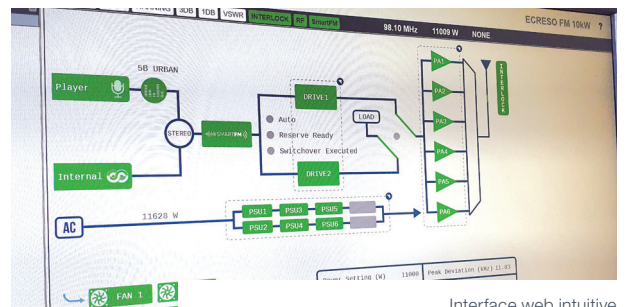 3DB 1DB VSWR INTERLOCK RF SmartFM 98.10 MHz 11009 W NONE ECRESO FM 10kW ?
5B URBAN
Player
STEREO
SMARTFM
Internal
DRIVE1
Auto
Reserve Ready
Switchover Executed
DRIVE2
LOAD
PA1
PA2
PA3
PA4
PA5
PA6
INTERLOCK
AC
11628 W
PSU1 PSU3 PSU5
PSU2 PSU4 PSU6
FAN 1
Power Setting (W) 11000 Peak Deviation (kHz)
Interface web intuitive